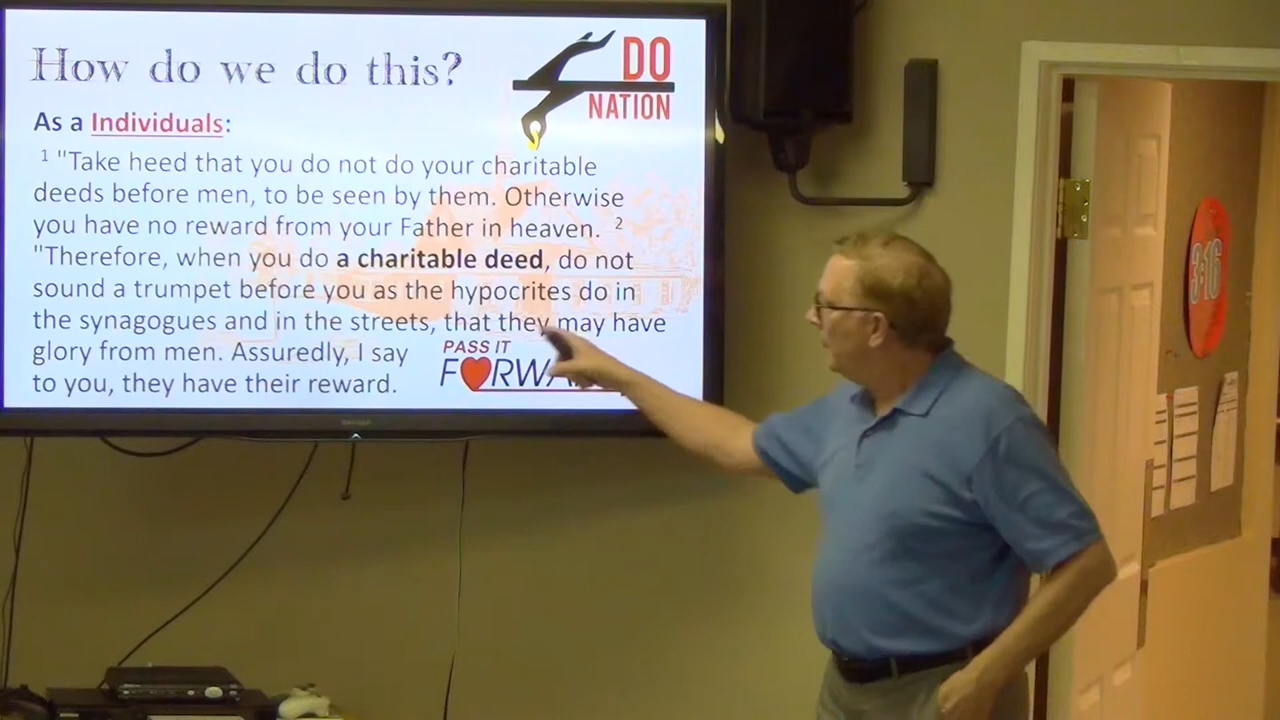 How do we do this?
DO
NATION
As a Individuals:
1 "Take heed that you do not do your charitable
deeds before men, to be seen by them. Otherwise
you have no reward from your Father in heaven. 2
"Therefore, when you do a charitable deed, do not
sound a trumpet before you as the hypocrites do in
the synagogues and in the streets, that they may have
glory from men. Assuredly, I say
to you, they have their reward.
PASS IT
FORWA
3:16